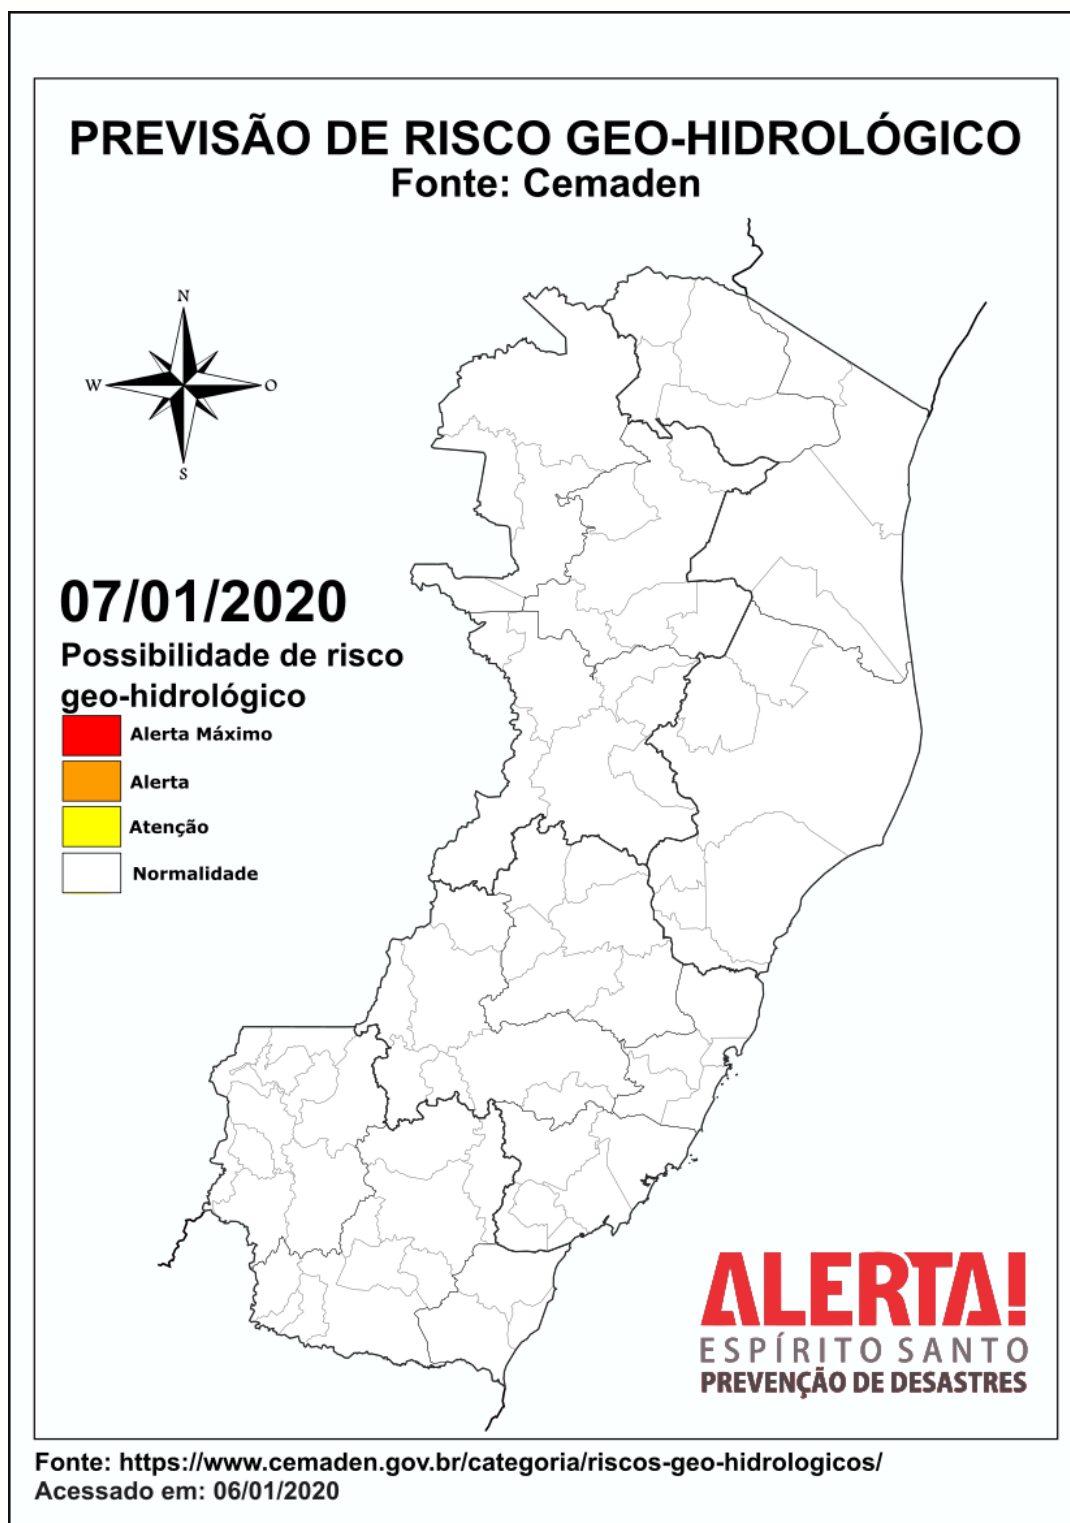 PREVISÃO DE RISCO GEO-HIDROLÓGICO
Fonte: Cemaden
N
W
O
S
07/01/2020
Possibilidade de risco
geo-hidrológico
Alerta Máximo
Alerta
Atenção
Normalidade
ALERTA!
ESPÍRITO SANTO
PREVENÇÃO DE DESASTRES
Fonte: https://www.cemaden.gov.br/categoria/riscos-geo-hidrologicos/
Acessado em: 06/01/2020